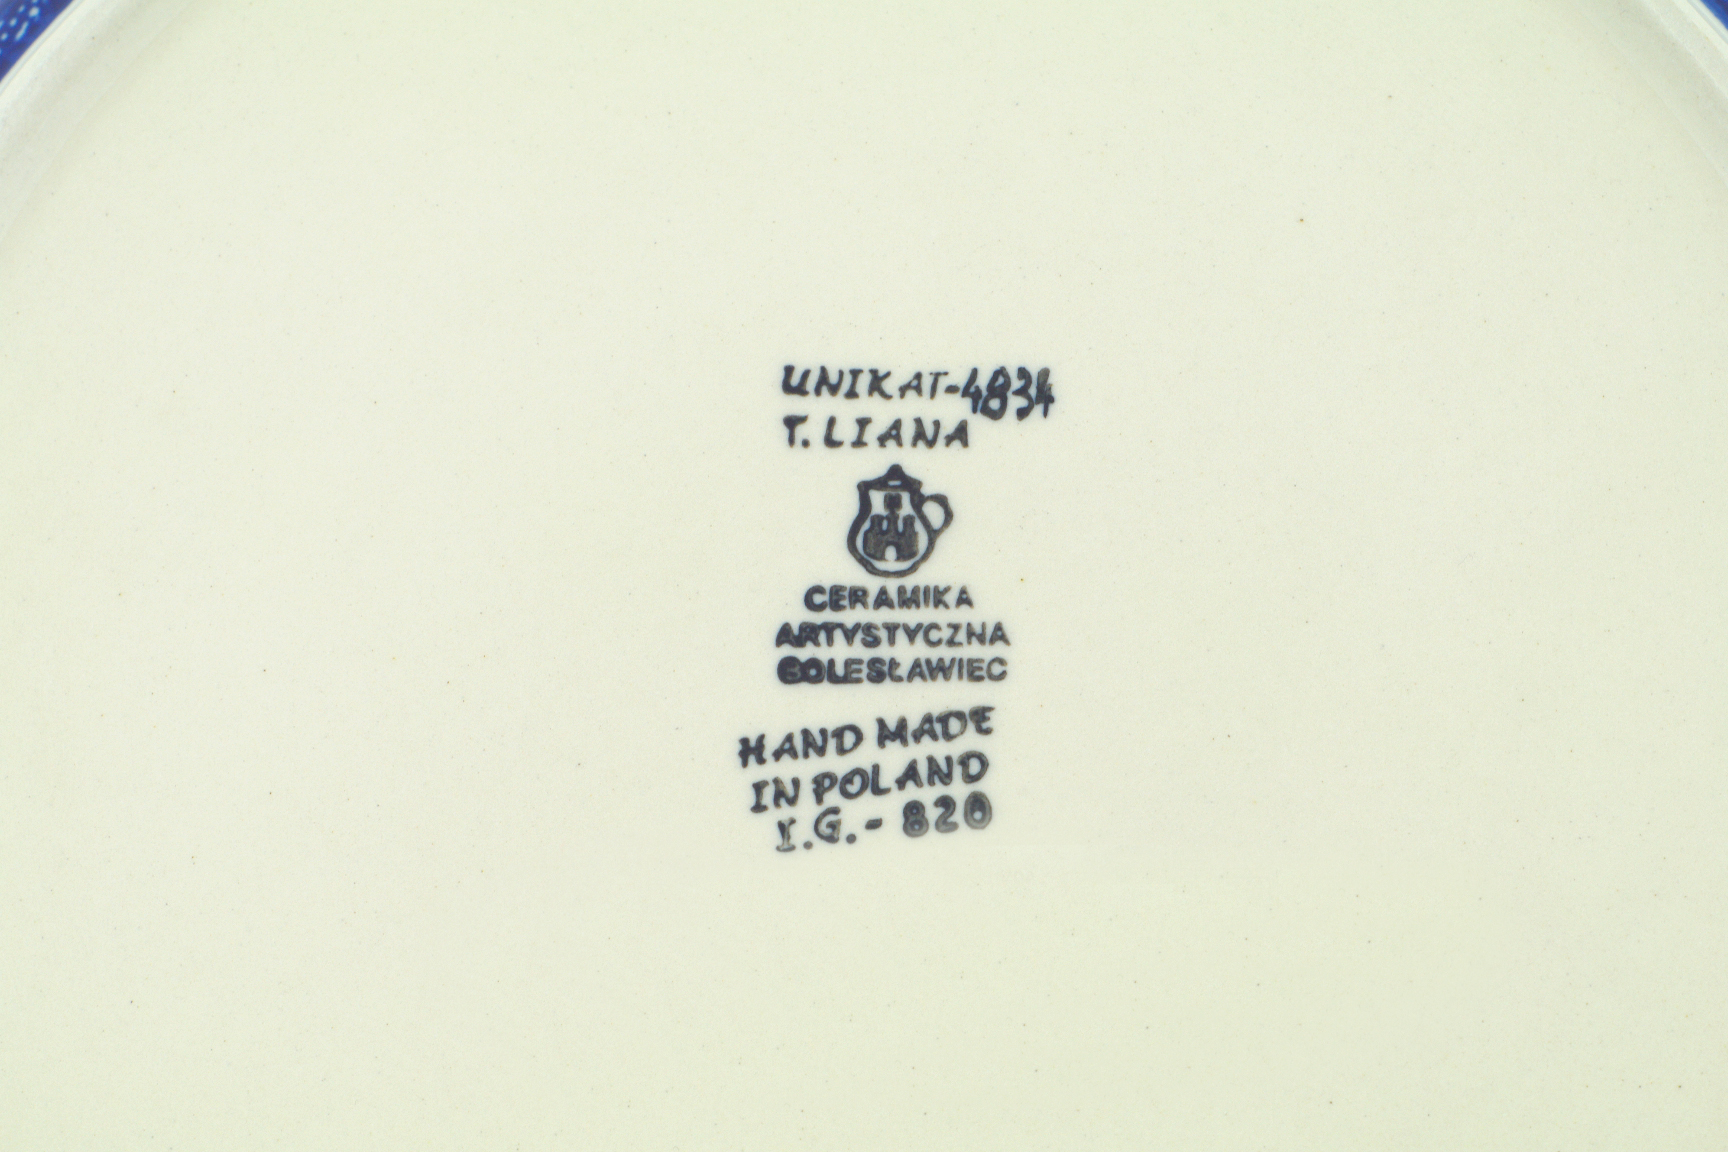 UNIKAT-4834
T. LIANA
CERAMIKA
ARTYSTYCZNA
BOLESŁAWIEC
HAND MADE
IN POLAND
I.G.- 820